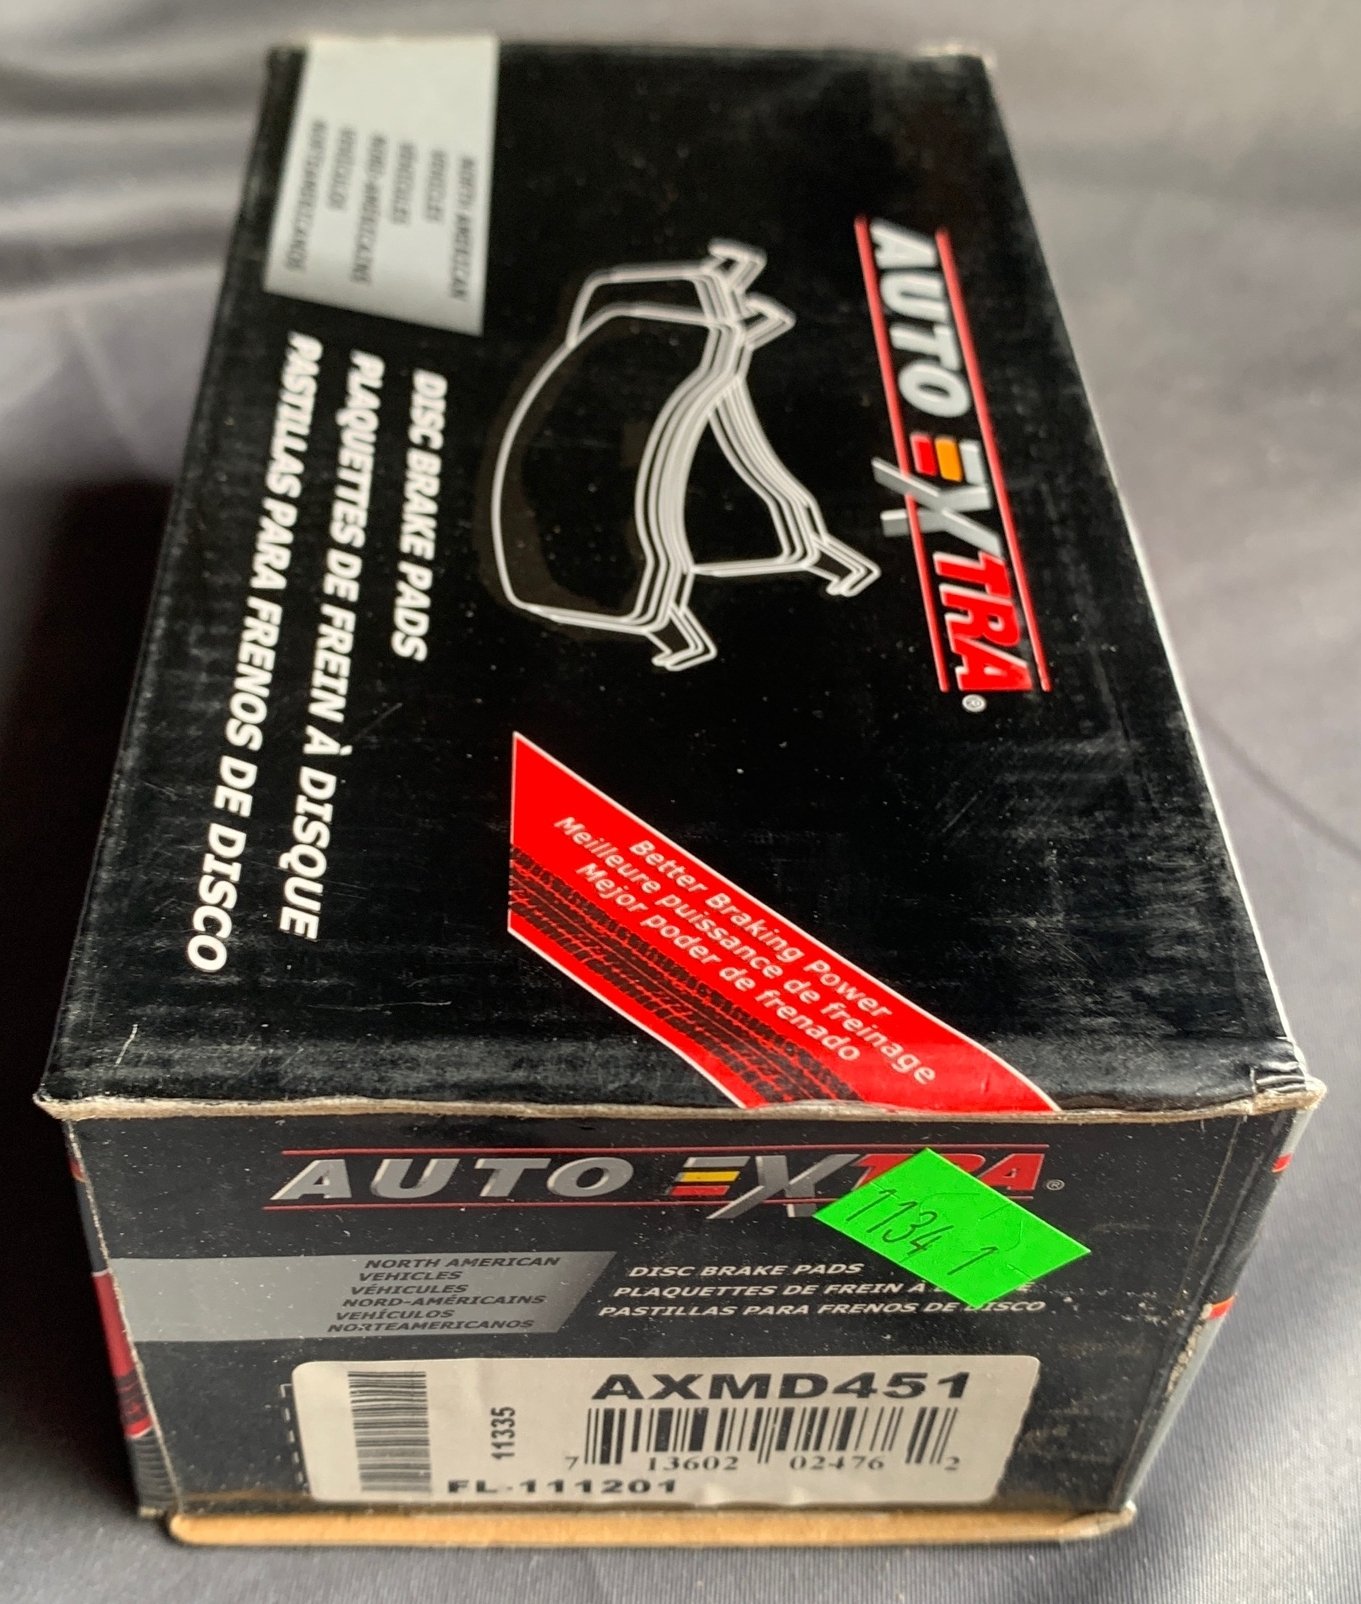 AUTO EXTRA®
NORTH AMERICAN
VEHICLES
VÉHICULES
NORD-AMÉRICAINS
VEHÍCULOS
NORTEAMERICANOS
DISC BRAKE PADS
PLAQUETTES DE FREIN À DISQUE
PASTILLAS PARA FRENOS DE DISCO
Better Braking Power
Meilleure puissance de freinage
Mejor poder de frenado
AUTO EXTRA®
11341
NORTH AMERICAN
VEHICLES
VÉHICULES
NORD-AMÉRICAINS
VEHÍCULOS
NORTEAMERICANOS
DISC BRAKE PADS
PLAQUETTES DE FREIN À
PASTILLAS PARA FRENOS DE DISCO
AXMD451
11335
7 13602 02476 2
FL-111201